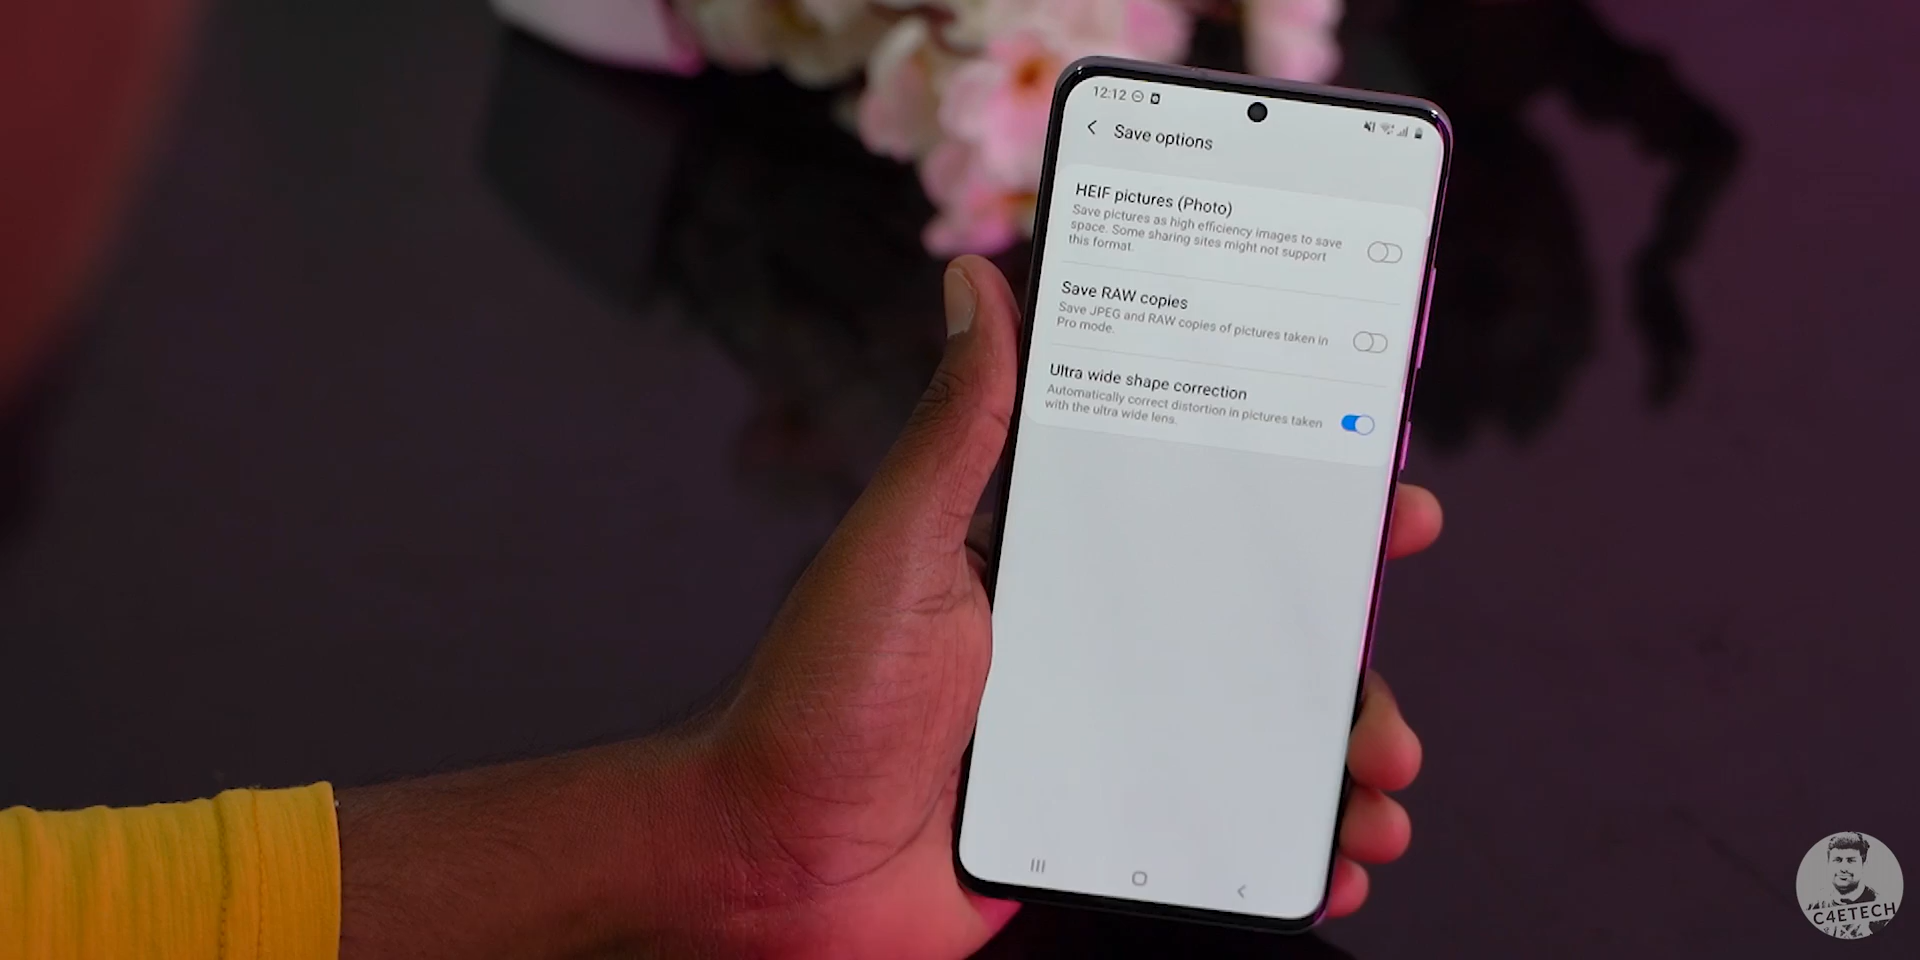 12:12
Save options
HEIF pictures (Photo)
Save pictures as high efficiency images to save
space. Some sharing sites might not support
this format.
Save RAW copies
Save JPEG and RAW copies of pictures taken in
Pro mode.
Ultra wide shape correction
Automatically correct distortion in pictures taken
with the ultra wide lens.
C4ETECH